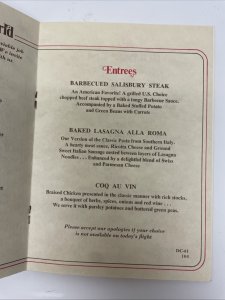 rld
Entrees
BARBECUED SALISBURY STEAK
An American Favorite! A grilled U.S. Choice
chopped beef steak topped with a tangy Barbecue Sauce.
Accompanied by a Baked Stuffed Potato
and Green Beans with Carrots
BAKED LASAGNA ALLA ROMA
Our Version of the Classic Pasta from Southern Italy.
A hearty meat sauce, Ricotta Cheese and Ground
Sweet Italian Sausage nested between layers of Lasagna
Noodles . . . Enhanced by a delightful blend of Swiss
and Parmesan Cheese
COQ AU VIN
Braised Chicken presented in the classic manner with rich stocks,
a bouquet of herbs, spices, onions and red wine . . .
We serve it with parsley potatoes and buttered green peas.
Please accept our apologies if your choice
is not available on today's flight
DC-61
104